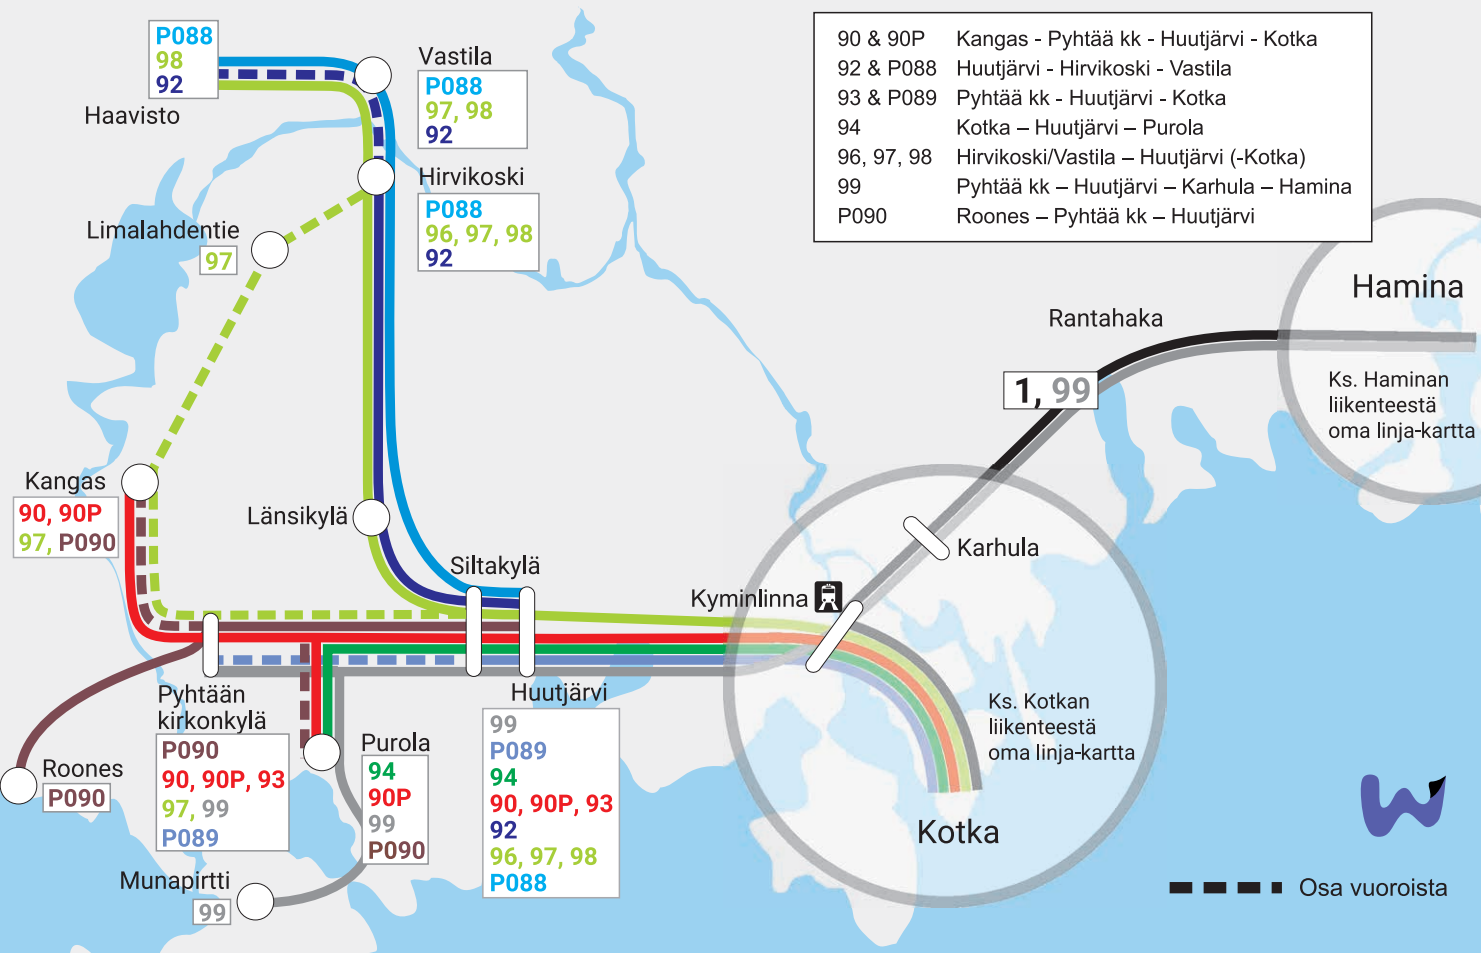 P088
98
92
Haavisto
Vastila
P088
97, 98
92
Hirvikoski
P088
96, 97, 98
92
Limalahdentie
97
90 & 90P Kangas - Pyhtää kk - Huutjärvi - Kotka
92 & P088 Huutjärvi - Hirvikoski - Vastila
93 & P089 Pyhtää kk - Huutjärvi - Kotka
94 Kotka – Huutjärvi – Purola
96, 97, 98 Hirvikoski/Vastila – Huutjärvi (-Kotka)
99 Pyhtää kk – Huutjärvi – Karhula – Hamina
P090 Roones – Pyhtää kk – Huutjärvi
Hamina
Rantahaka
1, 99
Ks. Haminan
liikenteestä
oma linja-kartta
Kangas
90, 90P
97, P090
Länsikylä
Siltakylä
Karhula
Kyminlinna
Pyhtään
kirkonkylä
P090
90, 90P, 93
97, 99
P089
Roones
P090
Purola
94
90P
99
P090
Huutjärvi
99
P089
94
90, 90P, 93
92
96, 97, 98
P088
Ks. Kotkan
liikenteestä
oma linja-kartta
Kotka
Munapirtti
99
Osa vuoroista